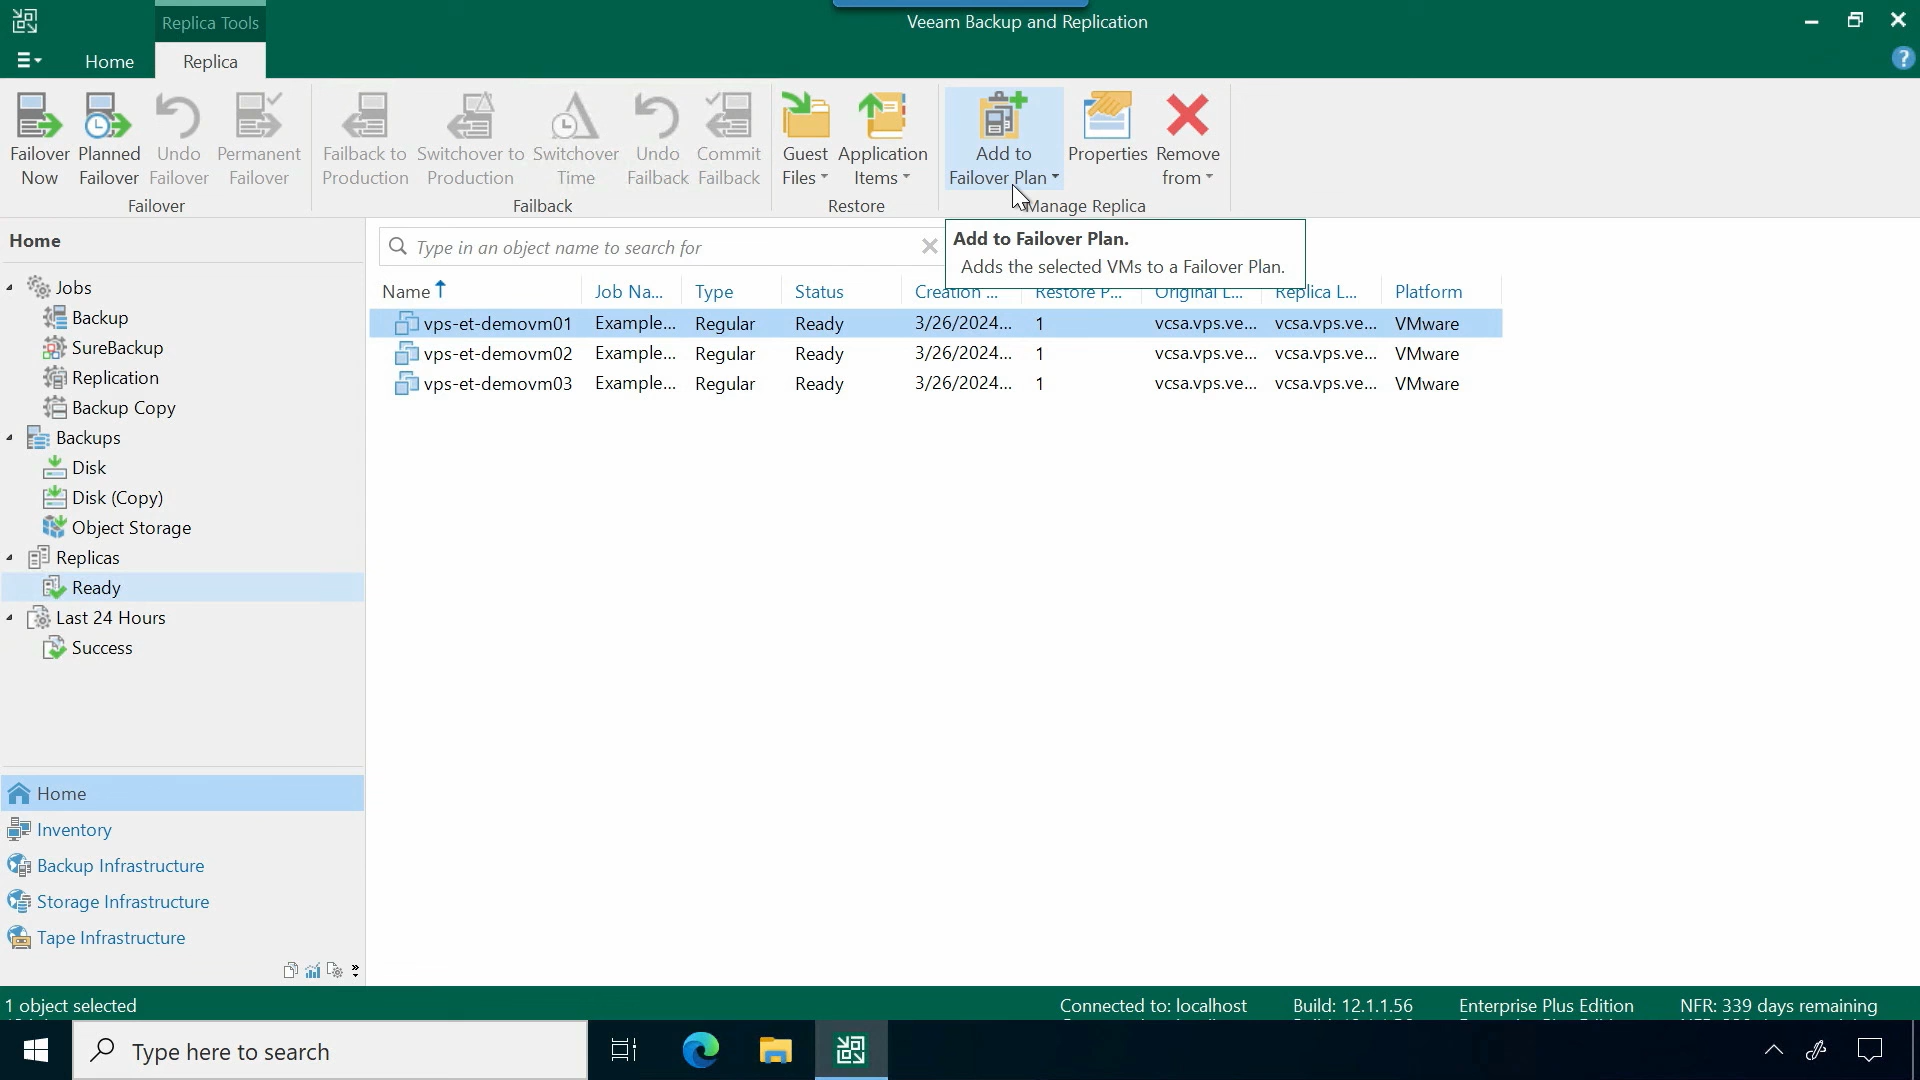 Replica Tools
Veeam Backup and Replication
Home
Replica
Failover Now
Planned Failover
Undo Failover
Permanent Failover
Failover
Failback to Production
Switchover to Production
Switchover Time
Undo Failback
Commit Failback
Failback
Guest Files
Application Items
Restore
Add to Failover Plan
Properties
Remove from
Manage Replica
Add to Failover Plan.
Adds the selected VMs to a Failover Plan.
Home
Jobs
Backup
SureBackup
Replication
Backup Copy
Backups
Disk
Disk (Copy)
Object Storage
Replicas
Ready
Last 24 Hours
Success
Home
Inventory
Backup Infrastructure
Storage Infrastructure
Tape Infrastructure
Type in an object name to search for
Name Job Na... Type Status Creation ... Restore P... Original L... Replica L... Platform
vps-et-demovm01 Example... Regular Ready 3/26/2024... 1 vcsa.vps.ve... vcsa.vps.ve... VMware
vps-et-demovm02 Example... Regular Ready 3/26/2024... 1 vcsa.vps.ve... vcsa.vps.ve... VMware
vps-et-demovm03 Example... Regular Ready 3/26/2024... 1 vcsa.vps.ve... vcsa.vps.ve... VMware
1 object selected
Connected to: localhost Build: 12.1.1.56 Enterprise Plus Edition NFR: 339 days remaining
Type here to search